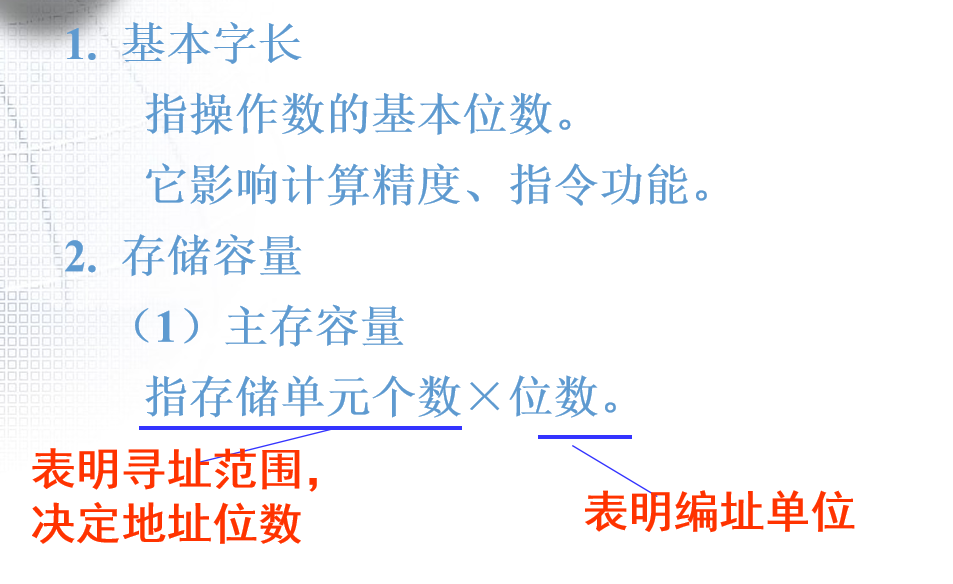 1. 基本字长
指操作数的基本位数。
它影响计算精度、指令功能。
2. 存储容量
（1）主存容量
指存储单元个数×位数。
表明寻址范围，
决定地址位数
表明编址单位